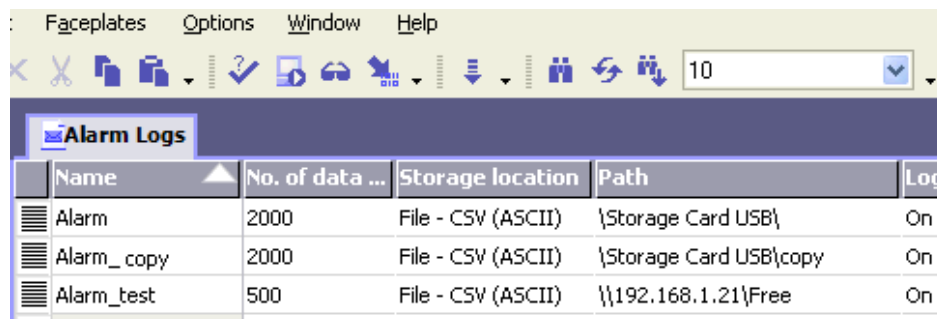 Faceplates Options Window Help
10
Alarm Logs
Name No. of data ... Storage location Path Log
Alarm 2000 File - CSV (ASCII) \Storage Card USB\ On
Alarm_ copy 2000 File - CSV (ASCII) \Storage Card USB\copy On
Alarm_test 500 File - CSV (ASCII) \\192.168.1.21\Free On